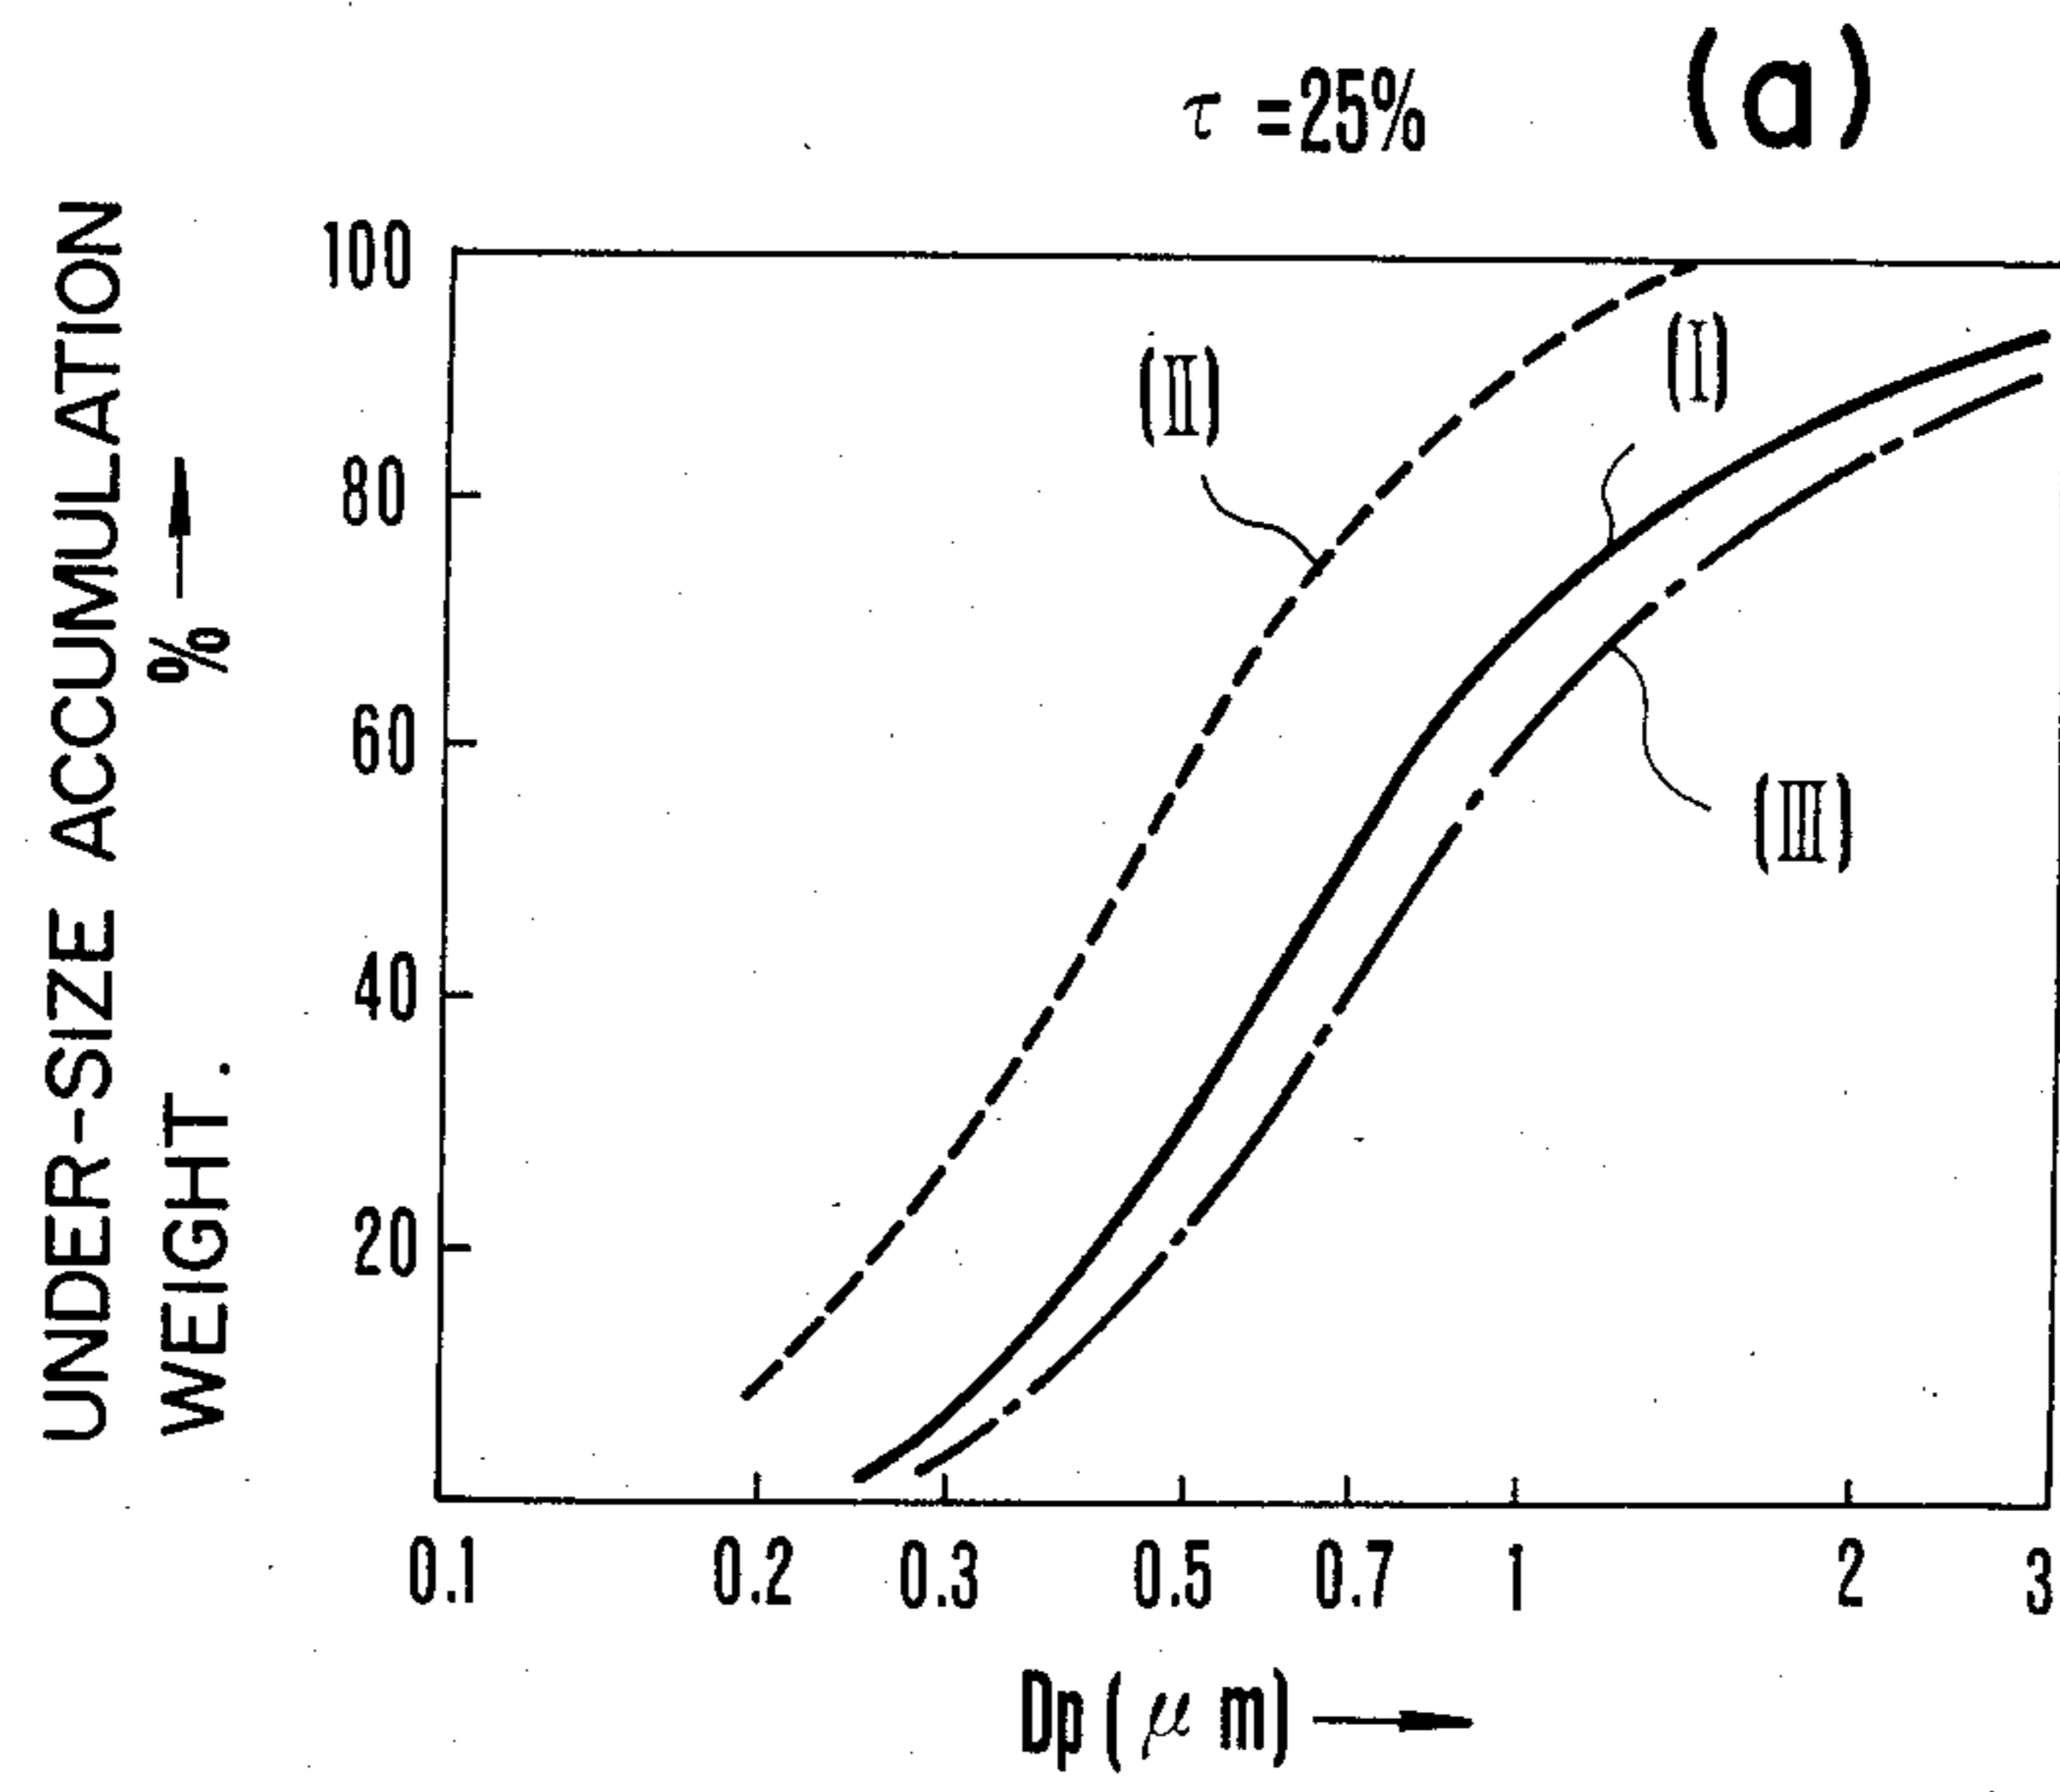 (a)
τ =25%
UNDER-SIZE ACCUMULATION
WEIGHT. %
100
80
60
40
20
(II)
(I)
(III)
0.1 0.2 0.3 0.5 0.7 1 2 3
Dp (μm)